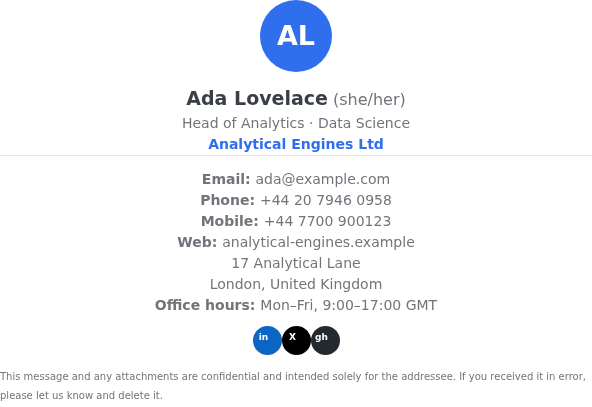 AL
Ada Lovelace (she/her)
Head of Analytics · Data Science
Analytical Engines Ltd
Email: ada@example.com
Phone: +44 20 7946 0958
Mobile: +44 7700 900123
Web: analytical-engines.example
17 Analytical Lane
London, United Kingdom
Office hours: Mon–Fri, 9:00–17:00 GMT
in X gh
This message and any attachments are confidential and intended solely for the addressee. If you received it in error,
please let us know and delete it.